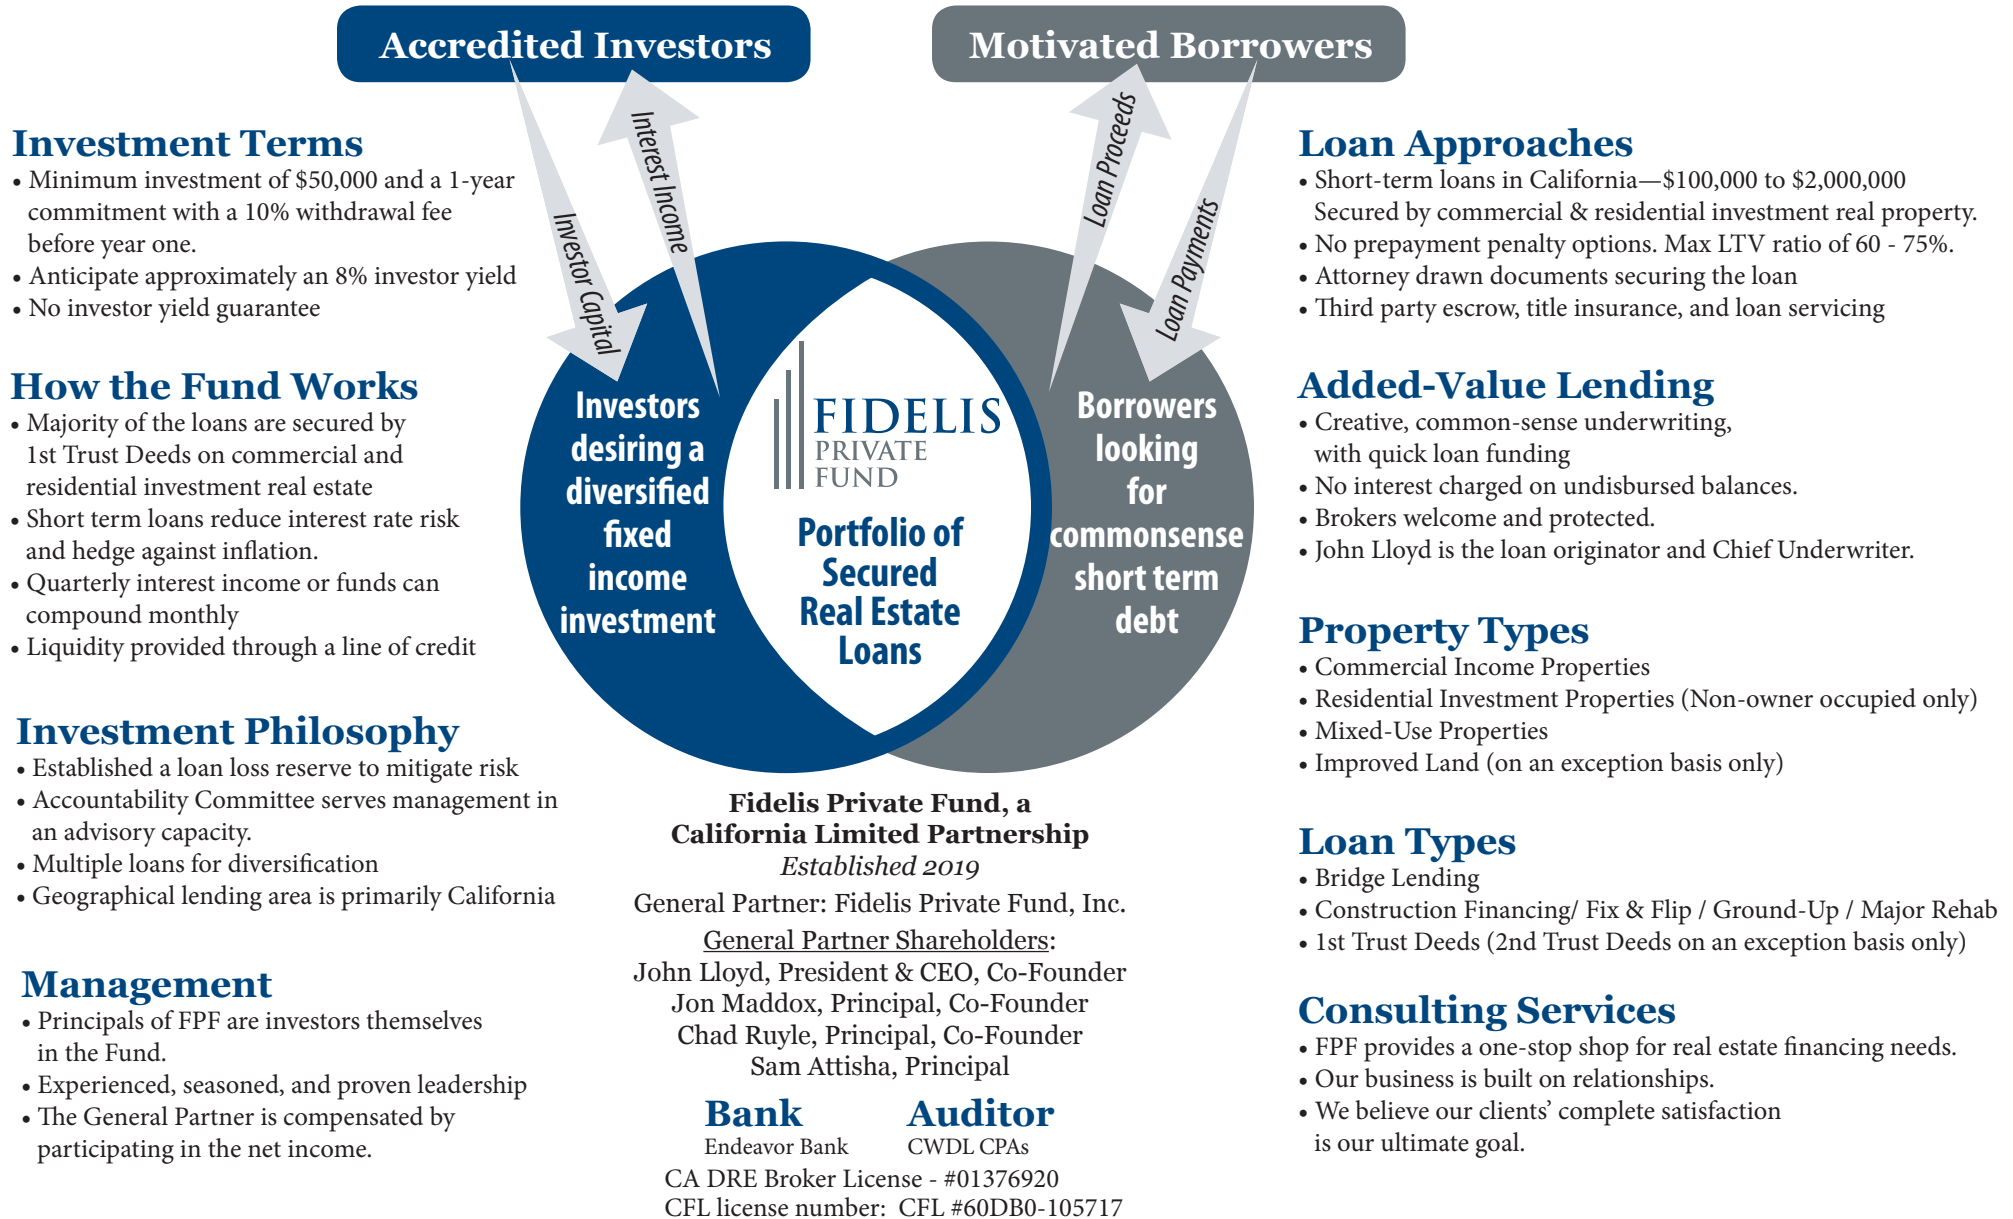 Accredited Investors
Motivated Borrowers
Investor Capital
Interest Income
Loan Proceeds
Loan Payments
Investment Terms
• Minimum investment of $50,000 and a 1-year
commitment with a 10% withdrawal fee
before year one.
• Anticipate approximately an 8% investor yield
• No investor yield guarantee
How the Fund Works
• Majority of the loans are secured by
1st Trust Deeds on commercial and
residential investment real estate
• Short term loans reduce interest rate risk
and hedge against inflation.
• Quarterly interest income or funds can
compound monthly
• Liquidity provided through a line of credit
Investment Philosophy
• Established a loan loss reserve to mitigate risk
• Accountability Committee serves management in
an advisory capacity.
• Multiple loans for diversification
• Geographical lending area is primarily California
Management
• Principals of FPF are investors themselves
in the Fund.
• Experienced, seasoned, and proven leadership
• The General Partner is compensated by
participating in the net income.
Investors
desiring a
diversified
fixed
income
investment
FIDELIS
PRIVATE
FUND
Portfolio of
Secured
Real Estate
Loans
Borrowers
looking
for
commonsense
short term
debt
Fidelis Private Fund, a
California Limited Partnership
Established 2019
General Partner: Fidelis Private Fund, Inc.
General Partner Shareholders:
John Lloyd, President & CEO, Co-Founder
Jon Maddox, Principal, Co-Founder
Chad Ruyle, Principal, Co-Founder
Sam Attisha, Principal
Bank
Endeavor Bank
Auditor
CWDL CPAs
CA DRE Broker License - #01376920
CFL license number: CFL #60DB0-105717
Loan Approaches
• Short-term loans in California—$100,000 to $2,000,000
Secured by commercial & residential investment real property.
• No prepayment penalty options. Max LTV ratio of 60 - 75%.
• Attorney drawn documents securing the loan
• Third party escrow, title insurance, and loan servicing
Added-Value Lending
• Creative, common-sense underwriting,
with quick loan funding
• No interest charged on undisbursed balances.
• Brokers welcome and protected.
• John Lloyd is the loan originator and Chief Underwriter.
Property Types
• Commercial Income Properties
• Residential Investment Properties (Non-owner occupied only)
• Mixed-Use Properties
• Improved Land (on an exception basis only)
Loan Types
• Bridge Lending
• Construction Financing/ Fix & Flip / Ground-Up / Major Rehab
• 1st Trust Deeds (2nd Trust Deeds on an exception basis only)
Consulting Services
• FPF provides a one-stop shop for real estate financing needs.
• Our business is built on relationships.
• We believe our clients’ complete satisfaction
is our ultimate goal.